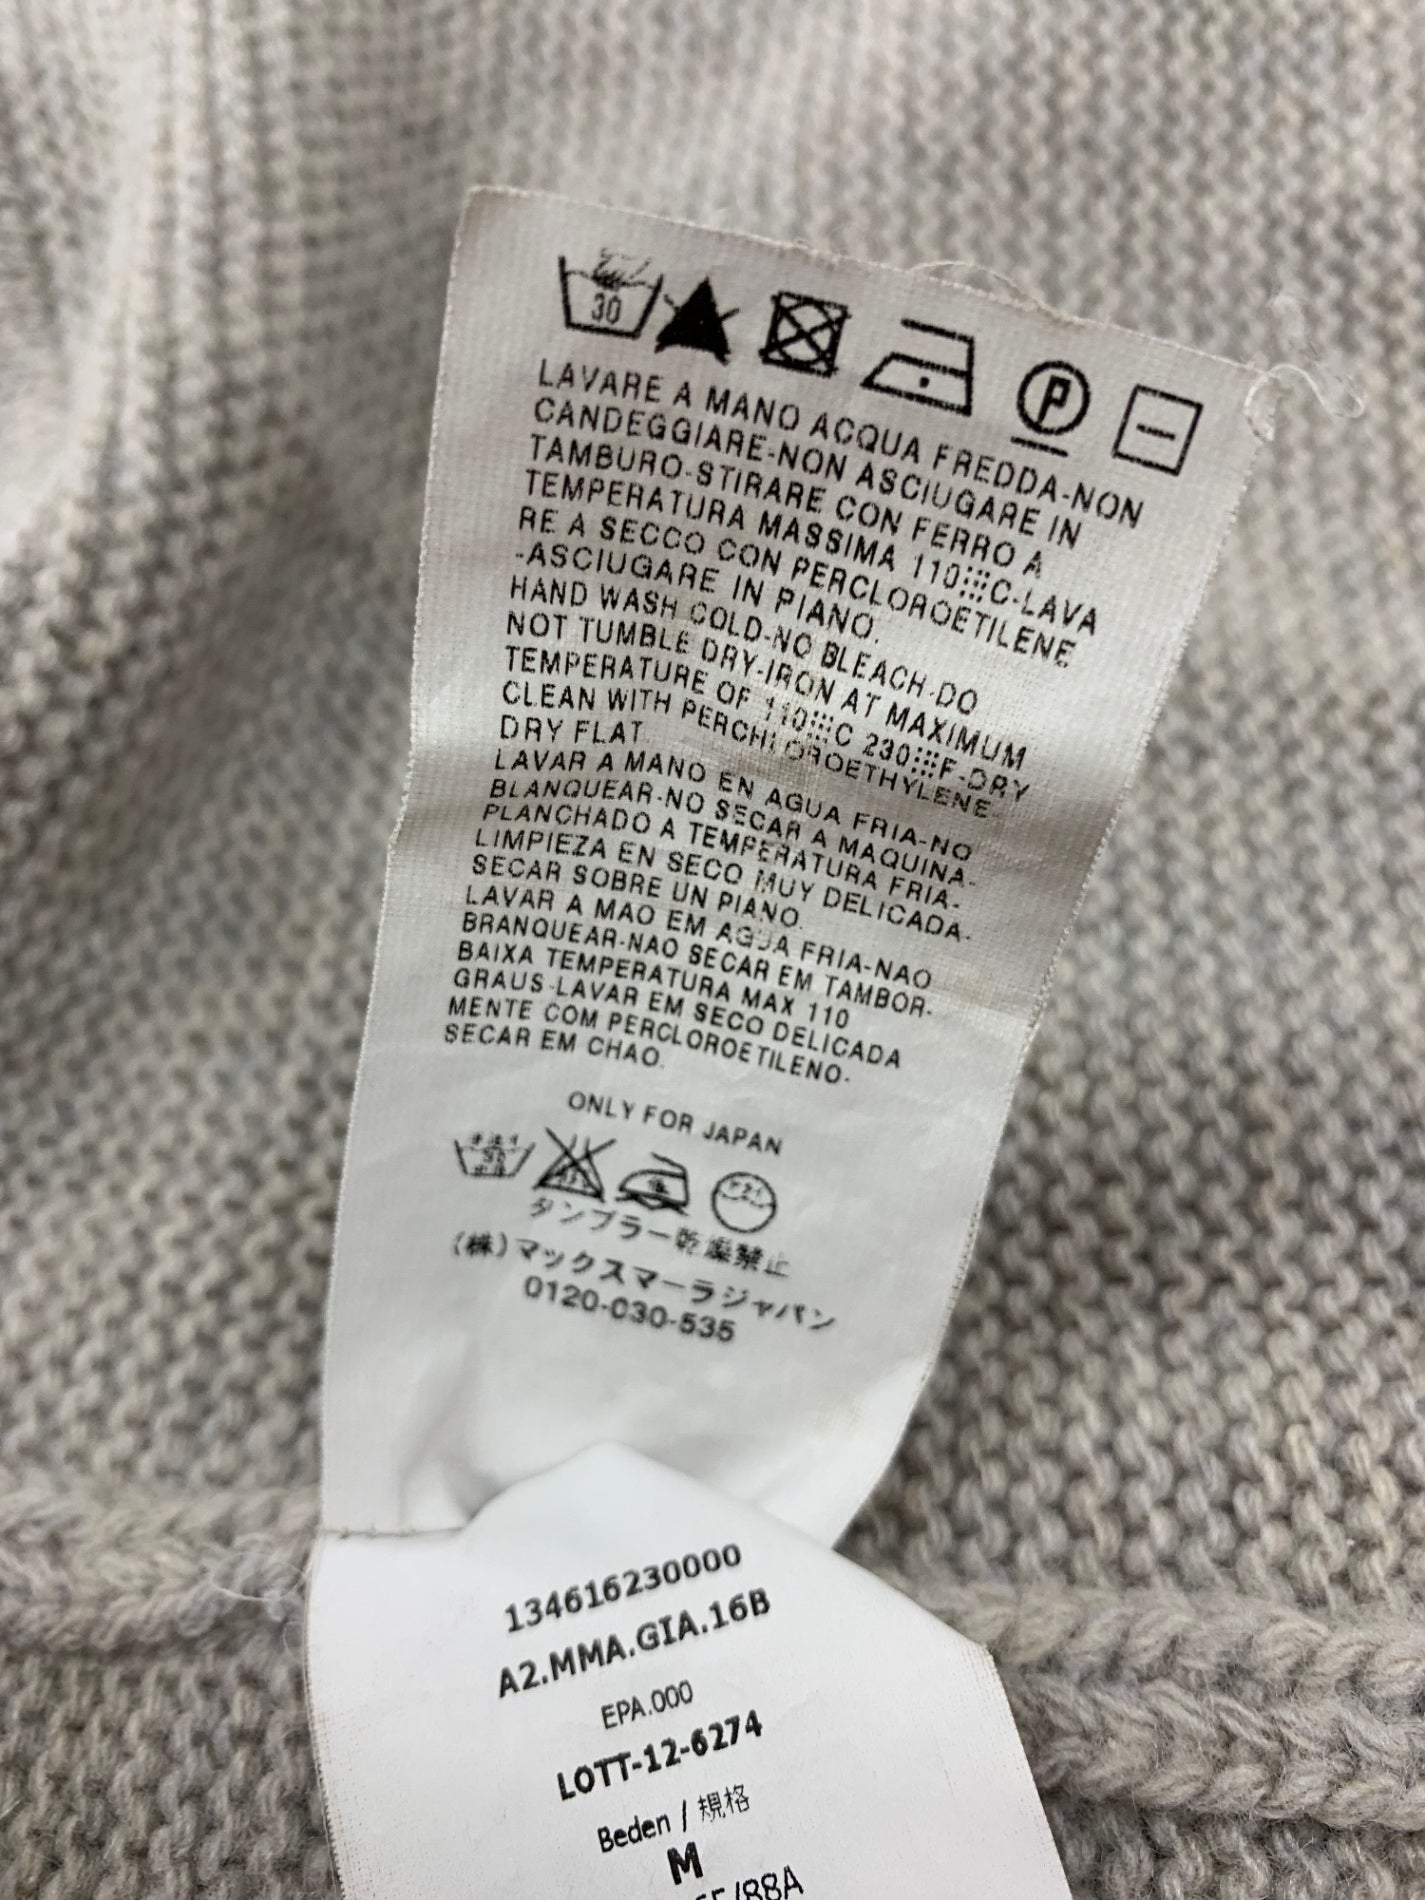 30
LAVARE A MANO ACQUA FREDDA-NON
CANDEGGIARE-NON ASCIUGARE IN
TAMBURO-STIRARE CON FERRO A
TEMPERATURA MASSIMA 110 C-LAVA
RE A SECCO CON PERCLOROETILENE
-ASCIUGARE IN PIANO.
HAND WASH COLD-NO BLEACH-DO
NOT TUMBLE DRY-IRON AT MAXIMUM
TEMPERATURE OF 110 C 230 F-DRY
CLEAN WITH PERCHLOROETHYLENE-
DRY FLAT.
LAVAR A MANO EN AGUA FRIA-NO
BLANQUEAR-NO SECAR A MAQUINA-
PLANCHADO A TEMPERATURA FRIA-
LIMPIEZA EN SECO MUY DELICADA-
SECAR SOBRE UN PIANO.
LAVAR A MAO EM AGUA FRIA-NAO
BRANQUEAR-NAO SECAR EM TAMBOR-
BAIXA TEMPERATURA MAX 110
GRAUS-LAVAR EM SECO DELICADA
MENTE COM PERCLOROETILENO-
SECAR EM CHAO.
ONLY FOR JAPAN
タンブラー乾燥禁止
(株)マックスマーラジャパン
0120-030-535
134616230000
A2.MMA.GIA.16B
EPA.000
LOTT-12-6274
Beden / 規格
M
/88A